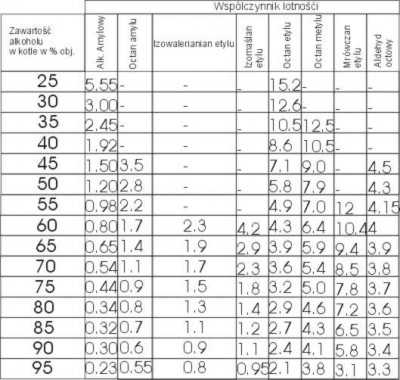 Współczynnik lotnośći
Zawartość alkoholu w kotle w % obj. Alk. Amylowy Octan amylu Izowalerianian etylu Izomaślan etylu Octan etylu Octan metylu Mrówczan etylu Aldehyd octowy
25 5.55 - - - 15.2 - - -
30 3.00 - - - 12.6 - - -
35 2.45 - - - 10.5 12.5 - -
40 1.92 - - - 8.6 10.5 - -
45 1.50 3.5 - - 7.1 9.0 - 4.5
50 1.20 2.8 - - 5.8 7.9 - 4.3
55 0.98 2.2 - - 4.9 7.0 12 4.15
60 0.80 1.7 2.3 4.2 4.3 6.4 10.4 4
65 0.65 1.4 1.9 2.9 3.9 5.9 9.4 3.9
70 0.54 1.1 1.7 2.3 3.6 5.4 8.5 3.8
75 0.44 0.9 1.5 1.8 3.2 5.0 7.8 3.7
80 0.34 0.8 1.3 1.4 2.9 4.6 7.2 3.6
85 0.32 0.7 1.1 1.2 2.7 4.3 6.5 3.5
90 0.30 0.6 0.9 1.1 2.4 4.1 5.8 3.4
95 0.23 0.55 0.8 0.95 2.1 3.8 3.1 3.3